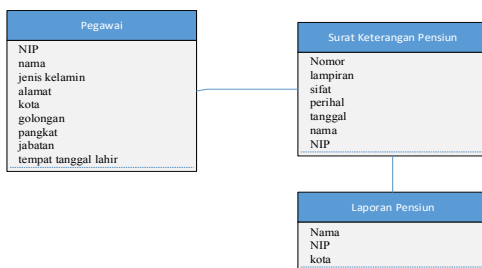 Pegawai
NIP
nama
jenis kelamin
alamat
kota
golongan
pangkat
jabatan
tempat tanggal lahir
Surat Keterangan Pensiun
Nomor
lampiran
sifat
perihal
tanggal
nama
NIP
Laporan Pensiun
Nama
NIP
kota